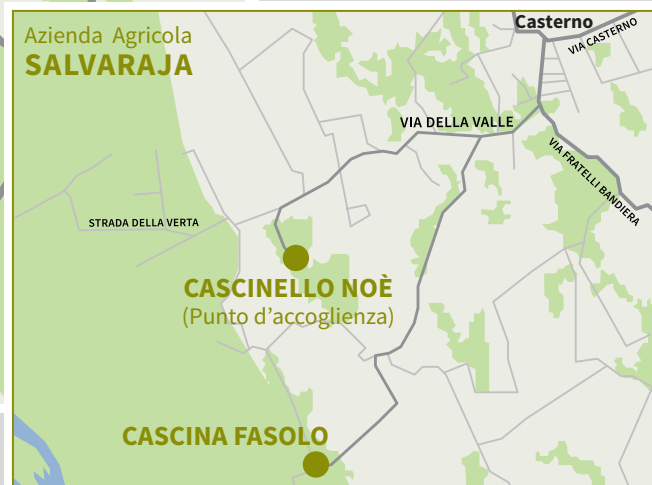 Azienda Agricola
SALVARAJA
Casterno
VIA CASTERNO
VIA DELLA VALLE
VIA FRATELLI BANDIERA
STRADA DELLA VERTA
CASCINELLO NOÈ
(Punto d’accoglienza)
CASCINA FASOLO